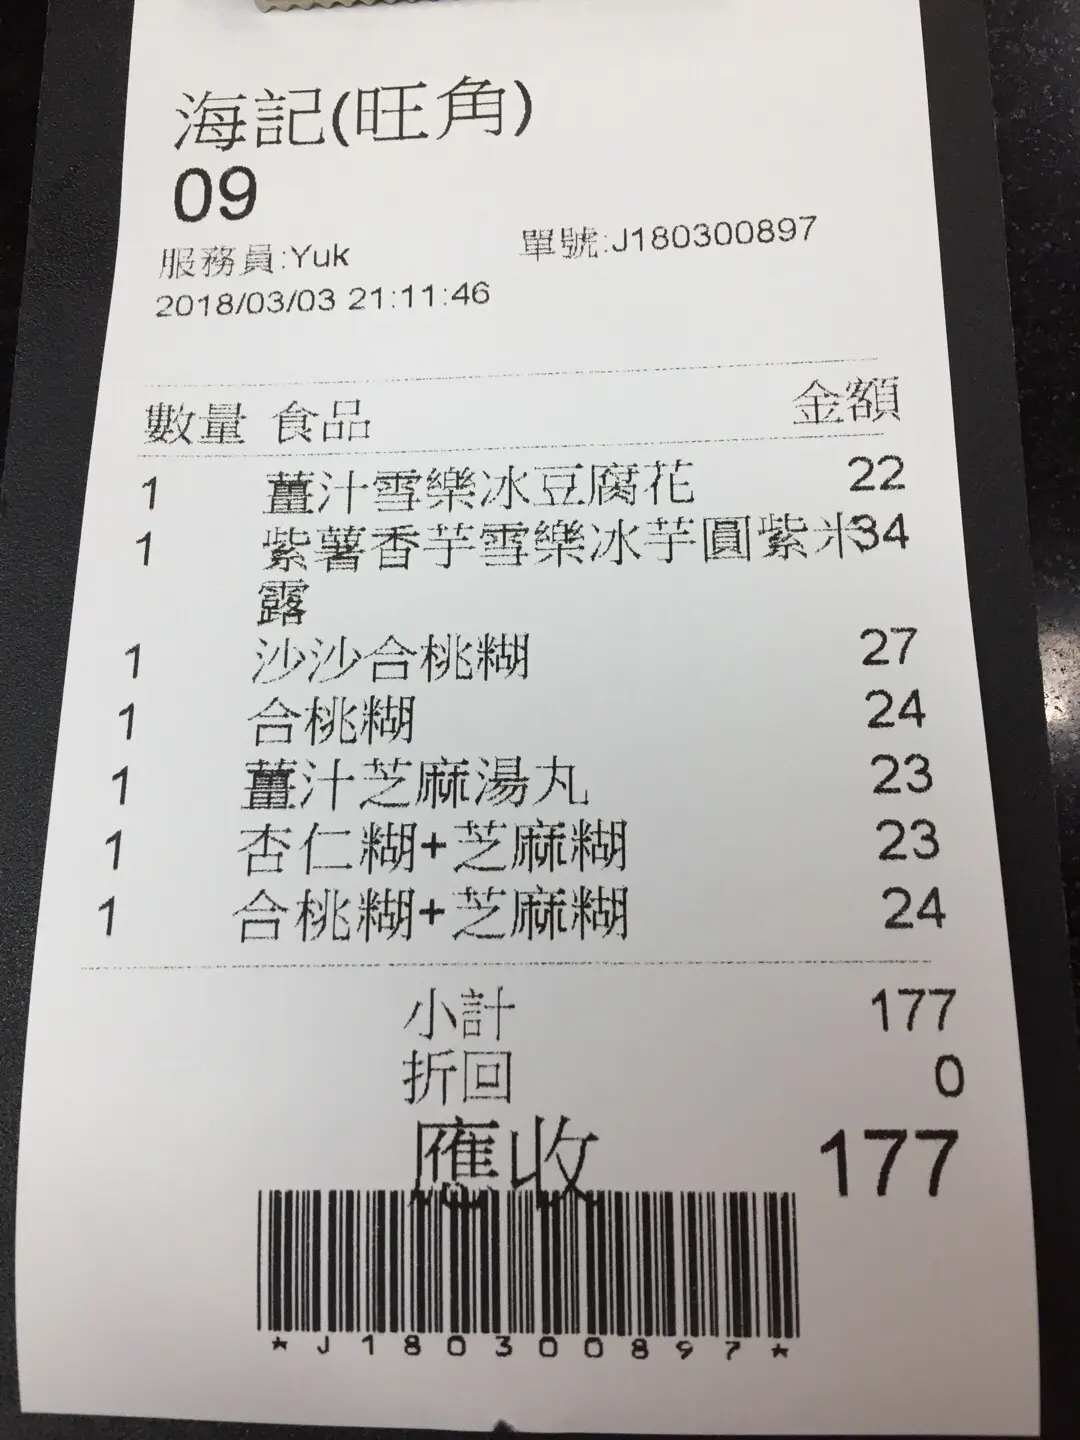 海記(旺角)
09
服務員:Yuk 單號:J180300897
2018/03/03 21:11:46
數量 食品 金額
1 薑汁雪樂冰豆腐花 22
1 紫薯香芋雪樂冰芋圓紫米 34
露
1 沙沙合桃糊 27
1 合桃糊 24
1 薑汁芝麻湯丸 23
1 杏仁糊+芝麻糊 23
1 合桃糊+芝麻糊 24
小計 177
折回 0
應收 177
*J180300897*